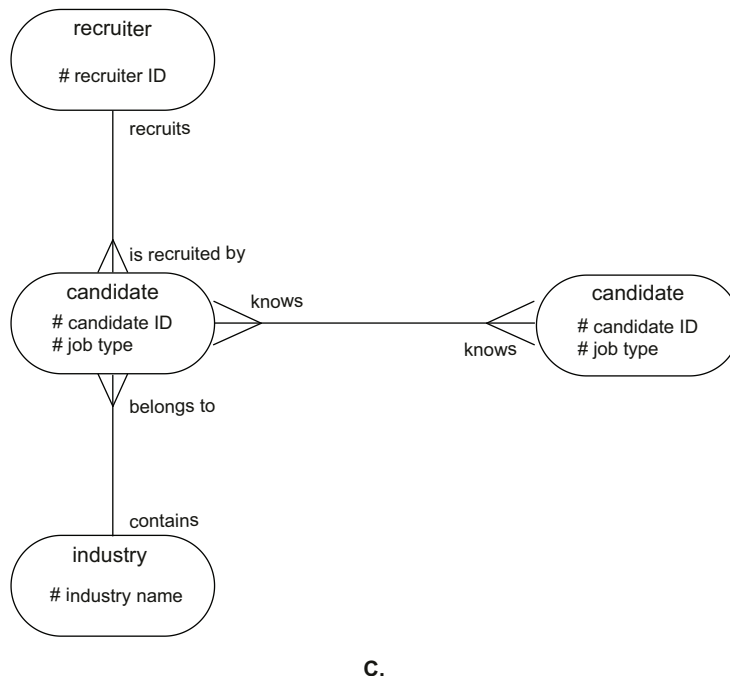 recruiter
# recruiter ID
recruits
is recruited by
candidate
# candidate ID
# job type
knows
knows
candidate
# candidate ID
# job type
belongs to
contains
industry
# industry name
C.